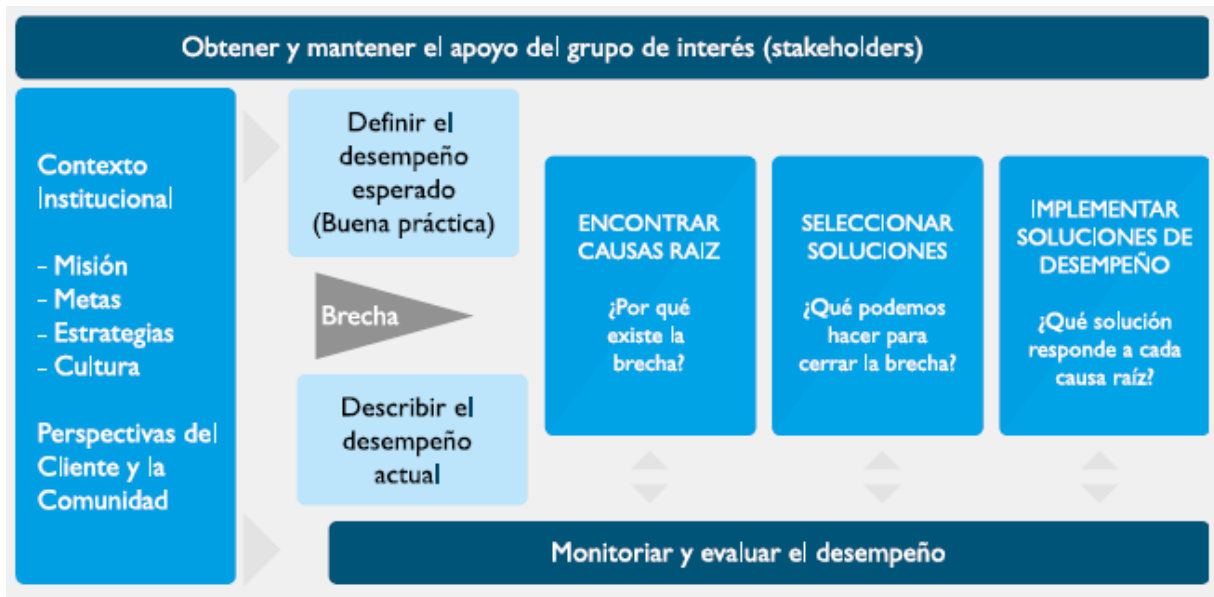 Obtener y mantener el apoyo del grupo de interés (stakeholders)
Contexto
Institucional
- Misión
- Metas
- Estrategias
- Cultura
Perspectivas del
Cliente y la
Comunidad
Definir el
desempeño
esperado
(Buena práctica)
Brecha
Describir el
desempeño
actual
ENCONTRAR
CAUSAS RAIZ
¿Por qué
existe la
brecha?
SELECCIONAR
SOLUCIONES
¿Qué podemos
hacer para
cerrar la brecha?
IMPLEMENTAR
SOLUCIONES DE
DESEMPEÑO
¿Qué solución
responde a cada
causa raíz?
Monitoriar y evaluar el desempeño